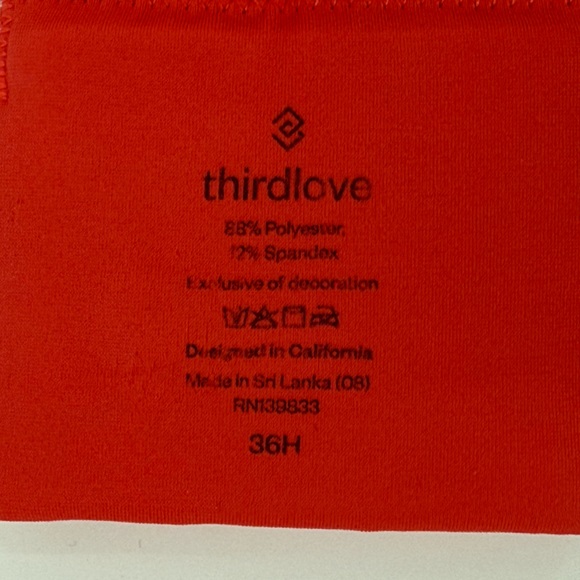 thirdlove
88% Polyester,
12% Spandex
Exclusive of decoration
Designed in California
Made in Sri Lanka (08)
RN139833
36H